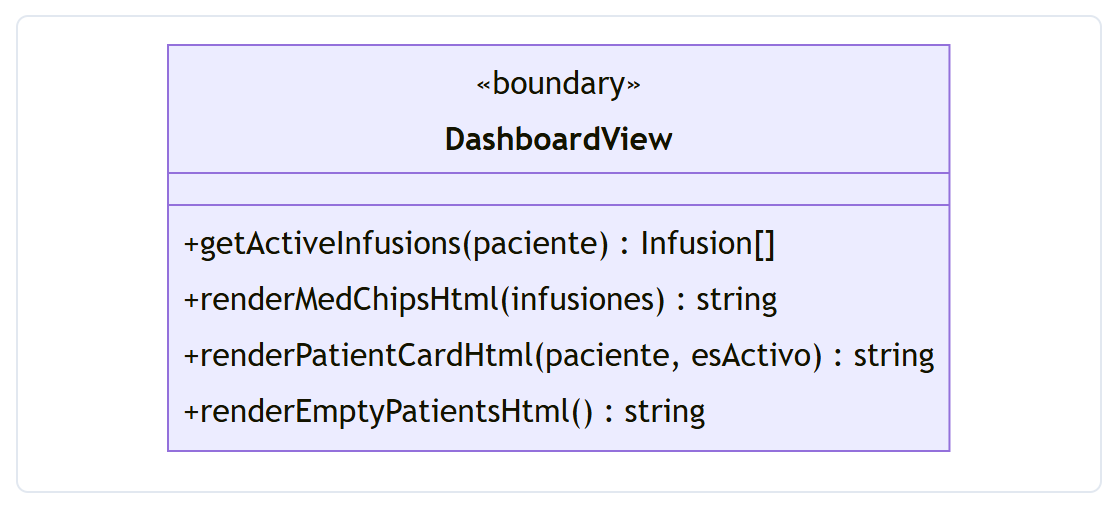 «boundary»
DashboardView
+getActiveInfusions(paciente) : Infusion[]
+renderMedChipsHtml(infusiones) : string
+renderPatientCardHtml(paciente, esActivo) : string
+renderEmptyPatientsHtml() : string